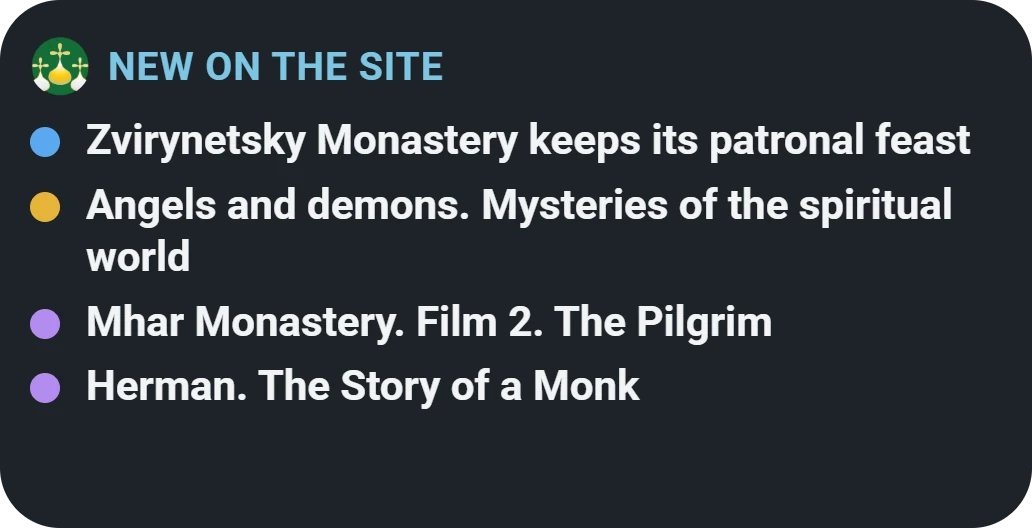 NEW ON THE SITE
Zvirynetsky Monastery keeps its patronal feast
Angels and demons. Mysteries of the spiritual
world
Mhar Monastery. Film 2. The Pilgrim
Herman. The Story of a Monk